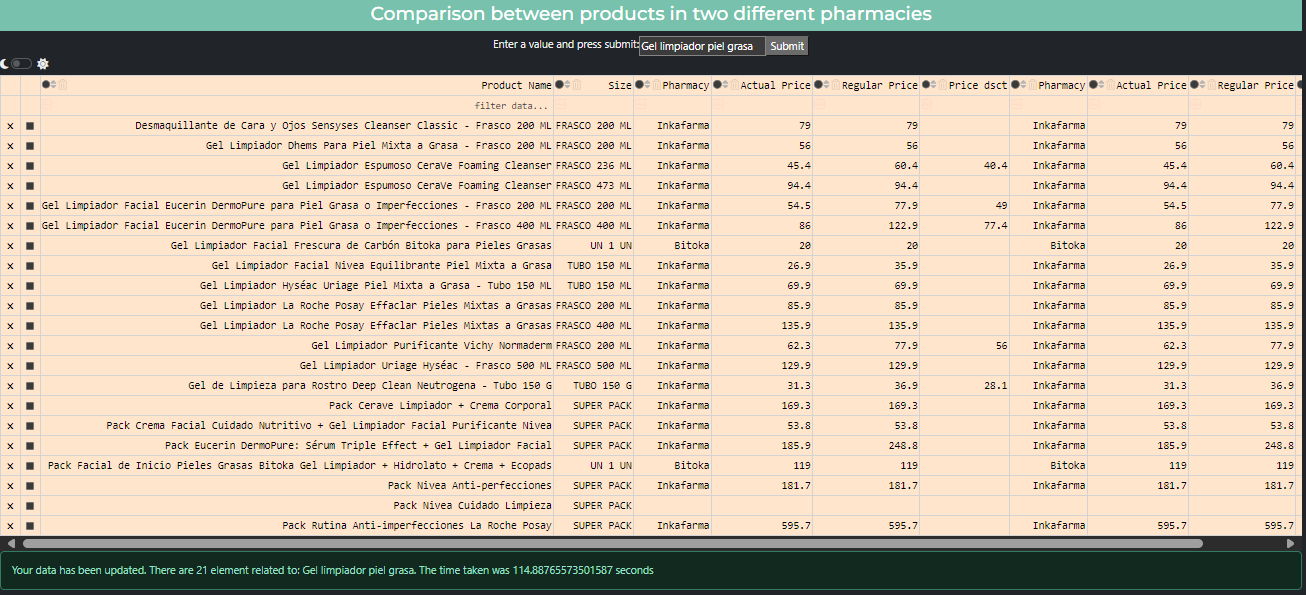 Comparison between products in two different pharmacies
Enter a value and press submit: Gel limpiador piel grasa Submit
Product Name Size Pharmacy Actual Price Regular Price Price dsct Pharmacy Actual Price Regular Price
filter data...
x Desmaquillante de Cara y Ojos Sensyses Cleanser Classic - Frasco 200 ML FRASCO 200 ML Inkafarma 79 79 Inkafarma 79 79
x Gel Limpiador Dhems Para Piel Mixta a Grasa - Frasco 200 ML FRASCO 200 ML Inkafarma 56 56 Inkafarma 56 56
x Gel Limpiador Espumoso CeraVe Foaming Cleanser FRASCO 236 ML Inkafarma 45.4 60.4 40.4 Inkafarma 45.4 60.4
x Gel Limpiador Espumoso CeraVe Foaming Cleanser FRASCO 473 ML Inkafarma 94.4 94.4 Inkafarma 94.4 94.4
x Gel Limpiador Facial Eucerin DermoPure para Piel Grasa o Imperfecciones - Frasco 200 ML FRASCO 200 ML Inkafarma 54.5 77.9 49 Inkafarma 54.5 77.9
x Gel Limpiador Facial Eucerin DermoPure para Piel Grasa o Imperfecciones - Frasco 400 ML FRASCO 400 ML Inkafarma 86 122.9 77.4 Inkafarma 86 122.9
x Gel Limpiador Facial Frescura de Carbón Bitoka para Pieles Grasas UN 1 UN Bitoka 20 20 Bitoka 20 20
x Gel Limpiador Facial Nivea Equilibrante Piel Mixta a Grasa TUBO 150 ML Inkafarma 26.9 35.9 Inkafarma 26.9 35.9
x Gel Limpiador Hyséac Uriage Piel Mixta a Grasa - Tubo 150 ML TUBO 150 ML Inkafarma 69.9 69.9 Inkafarma 69.9 69.9
x Gel Limpiador La Roche Posay Effaclar Pieles Mixtas a Grasas FRASCO 200 ML Inkafarma 85.9 85.9 Inkafarma 85.9 85.9
x Gel Limpiador La Roche Posay Effaclar Pieles Mixtas a Grasas FRASCO 400 ML Inkafarma 135.9 135.9 Inkafarma 135.9 135.9
x Gel Limpiador Purificante Vichy Normaderm FRASCO 200 ML Inkafarma 62.3 77.9 56 Inkafarma 62.3 77.9
x Gel Limpiador Uriage Hyséac - Frasco 500 ML FRASCO 500 ML Inkafarma 129.9 129.9 Inkafarma 129.9 129.9
x Gel de Limpieza para Rostro Deep Clean Neutrogena - Tubo 150 G TUBO 150 G Inkafarma 31.3 36.9 28.1 Inkafarma 31.3 36.9
x Pack Cerave Limpiador + Crema Corporal SUPER PACK Inkafarma 169.3 169.3 Inkafarma 169.3 169.3
x Pack Crema Facial Cuidado Nutritivo + Gel Limpiador Facial Purificante Nivea SUPER PACK Inkafarma 53.8 53.8 Inkafarma 53.8 53.8
x Pack Eucerin DermoPure: Sérum Triple Effect + Gel Limpiador Facial SUPER PACK Inkafarma 185.9 248.8 Inkafarma 185.9 248.8
x Pack Facial de Inicio Pieles Grasas Bitoka Gel Limpiador + Hidrolato + Crema + Ecopads UN 1 UN Bitoka 119 119 Bitoka 119 119
x Pack Nivea Anti-perfecciones SUPER PACK Inkafarma 181.7 181.7 Inkafarma 181.7 181.7
x Pack Nivea Cuidado Limpieza SUPER PACK
x Pack Rutina Anti-imperfecciones La Roche Posay SUPER PACK Inkafarma 595.7 595.7 Inkafarma 595.7 595.7
Your data has been updated. There are 21 element related to: Gel limpiador piel grasa. The time taken was 114.88765573501587 seconds